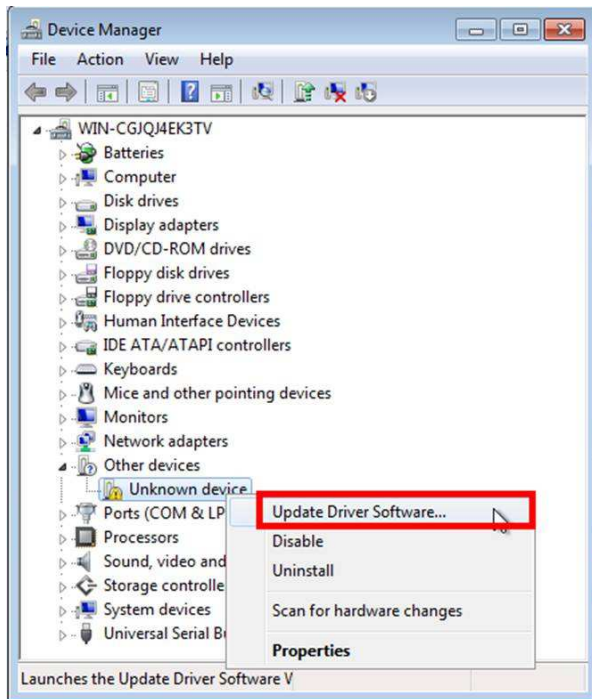 Device Manager
File Action View Help
WIN-CGJQJ4EK3TV
Batteries
Computer
Disk drives
Display adapters
DVD/CD-ROM drives
Floppy disk drives
Floppy drive controllers
Human Interface Devices
IDE ATA/ATAPI controllers
Keyboards
Mice and other pointing devices
Monitors
Network adapters
Other devices
Unknown device
Ports (COM & LP
Processors
Sound, video and
Storage controlle
System devices
Universal Serial B
Update Driver Software...
Disable
Uninstall
Scan for hardware changes
Properties
Launches the Update Driver Software V